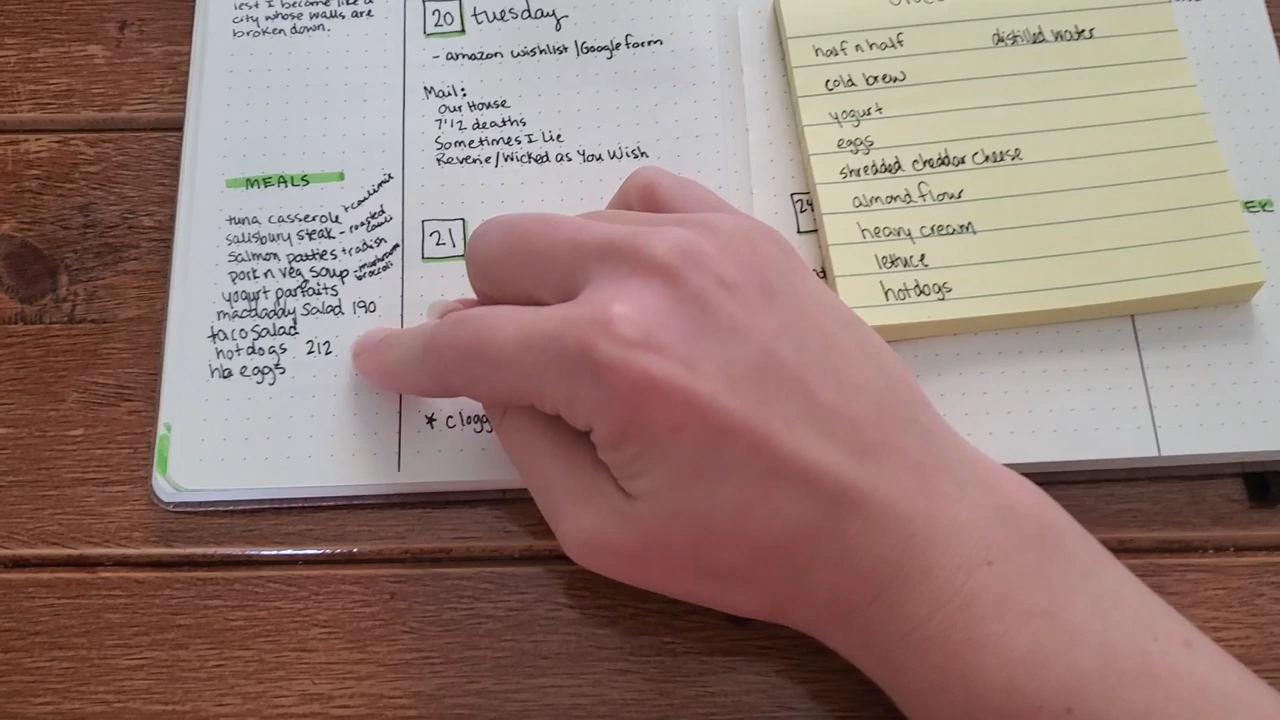 lest I become like a
city whose walls are
broken down.
MEALS
tuna casserole
salisbury steak - roasted
salmon patties + radish
pork n veg soup - mushroom
broccoli
yogurt parfaits
macdaddy salad 190
taco salad
hotdogs 212
hb eggs
20 tuesday
- amazon wishlist / Google form
Mail:
Our House
7 1/2 deaths
Sometimes I Lie
Reverie/Wicked as You Wish
21
* clogg
half n half
distilled water
cold brew
yogurt
eggs
shredded cheddar cheese
almond flour
heavy cream
lettuce
hotdogs
24